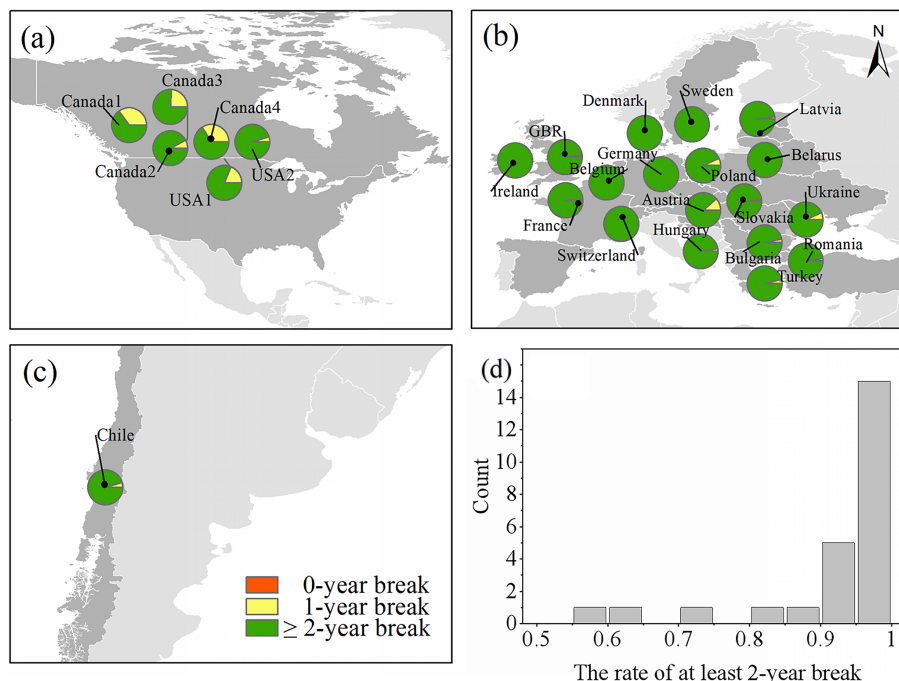 (a)
Canada3
Canada1
Canada4
Canada2
USA2
USA1
(b)
N
Sweden
Denmark
Latvia
GBR
Germany
Belarus
Belgium
Poland
Ireland
Austria
Ukraine
France
Slovakia
Hungary
Switzerland
Bulgaria
Romania
Turkey
(c)
Chile
0-year break
1-year break
≥ 2-year break
(d)
14
12
10
8
6
4
2
0
Count
0.5 0.6 0.7 0.8 0.9 1
The rate of at least 2-year break